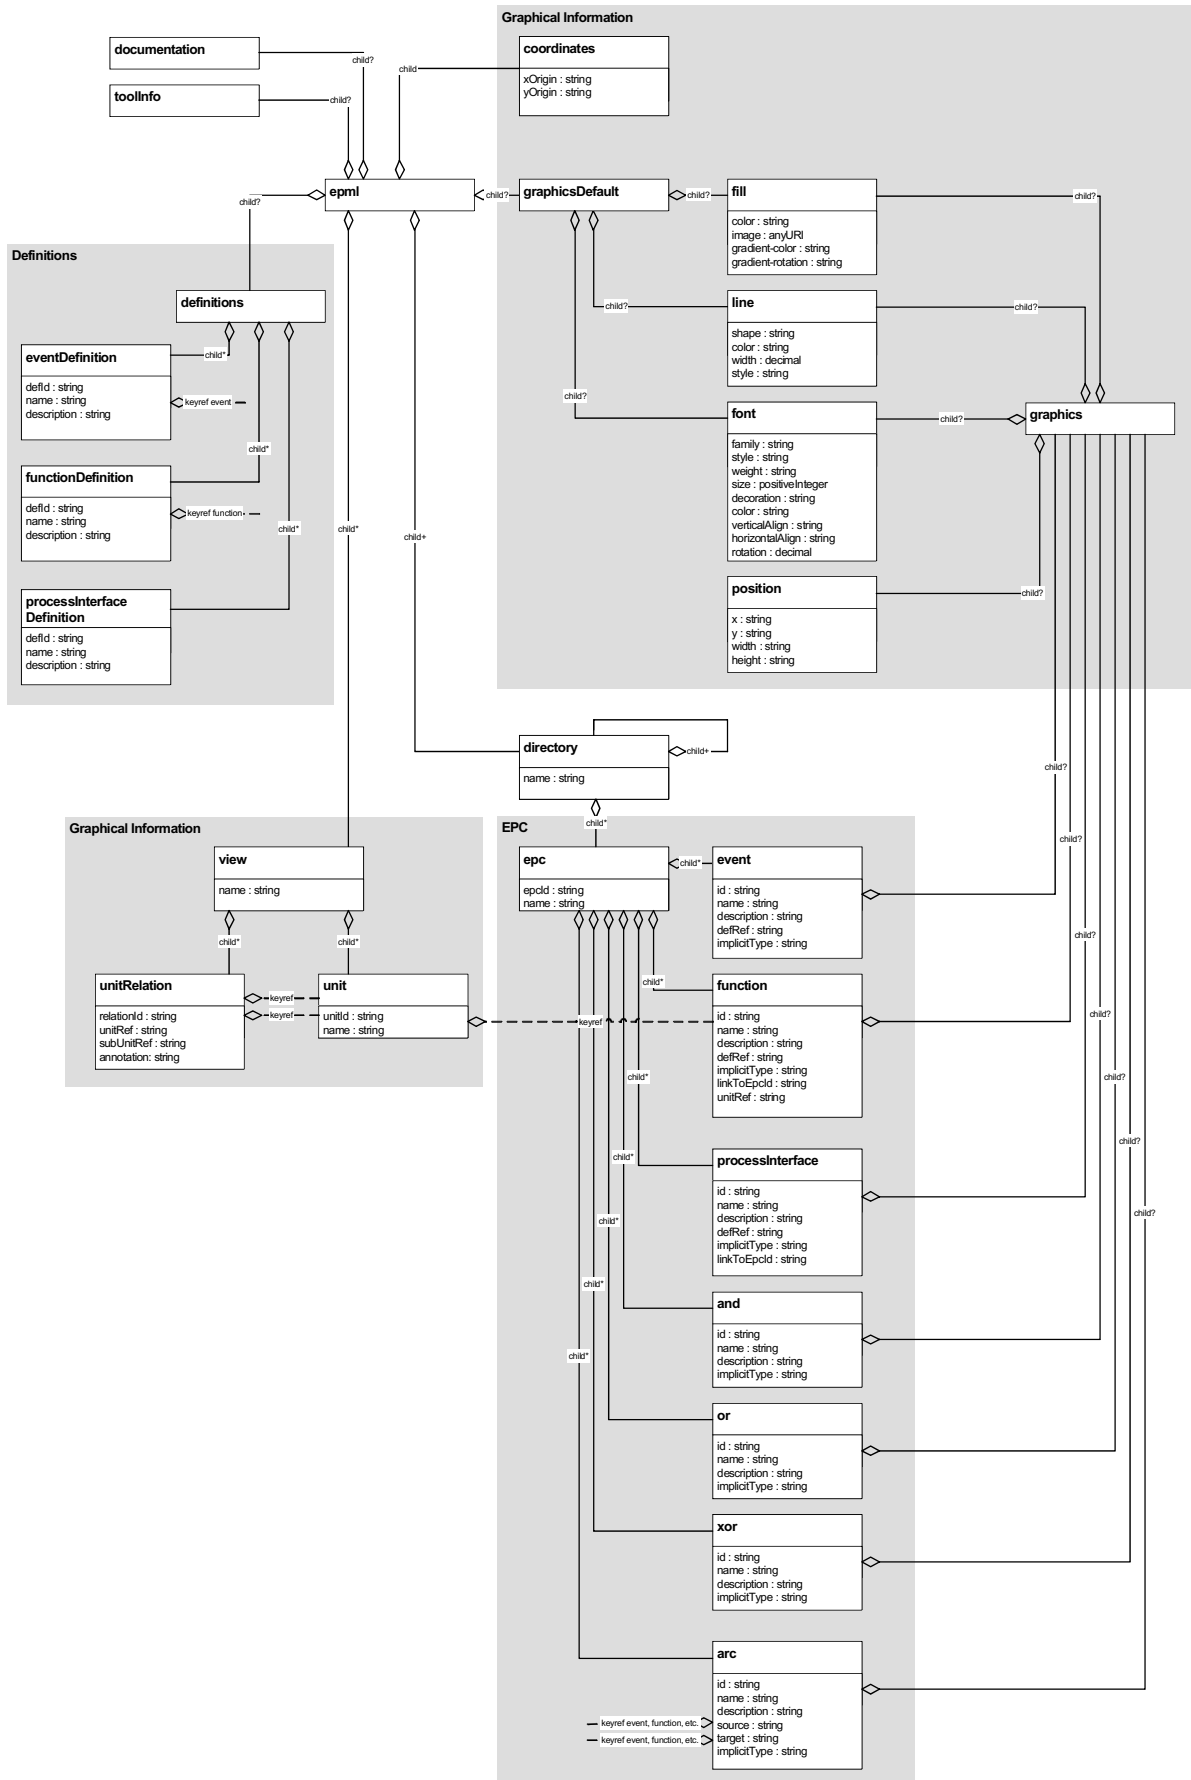 Graphical Information
documentation
child?
toolInfo
child?
child
coordinates
xOrigin : string
yOrigin : string
epml
child?
child?
graphicsDefault
child?
fill
color : string
image : anyURI
gradient-color : string
gradient-rotation : string
child?
Definitions
definitions
child?
line
shape : string
color : string
width : decimal
style : string
child?
eventDefinition
child*
defId : string
name : string
description : string
keyref event
child?
font
family : string
style : string
weight : string
size : positiveInteger
decoration : string
color : string
verticalAlign : string
horizontalAlign : string
rotation : decimal
child?
graphics
child*
functionDefinition
defId : string
name : string
description : string
keyref function
child*
child*
child+
processInterface
Definition
defId : string
name : string
description : string
position
x : string
y : string
width : string
height : string
child?
directory
name : string
child+
child?
Graphical Information
view
name : string
child*
child*
unitRelation
relationId : string
unitRef : string
subUnitRef : string
annotation: string
keyref
keyref
unit
unitId : string
name : string
EPC
child*
epc
epcId : string
name : string
child*
event
id : string
name : string
description : string
defRef : string
implicitType : string
child?
child?
child*
function
id : string
name : string
description : string
defRef : string
implicitType : string
linkToEpcId : string
unitRef : string
keyref
child*
child?
child*
processInterface
id : string
name : string
description : string
defRef : string
implicitType : string
linkToEpcId : string
child?
child?
child*
child*
and
id : string
name : string
description : string
implicitType : string
child*
or
id : string
name : string
description : string
implicitType : string
xor
id : string
name : string
description : string
implicitType : string
arc
id : string
name : string
description : string
source : string
target : string
implicitType : string
keyref event, function, etc.
keyref event, function, etc.